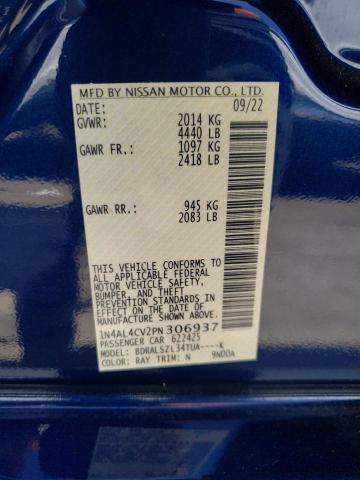 MFD BY NISSAN MOTOR CO., LTD.
DATE: 09/22
GVWR: 2014 KG
4440 LB
GAWR FR: 1097 KG
2418 LB
GAWR RR: 945 KG
2083 LB
THIS VEHICLE CONFORMS TO
ALL APPLICABLE FEDERAL
MOTOR VEHICLE SAFETY,
BUMPER, AND THEFT
PREVENTION STANDARDS IN
EFFECT ON THE DATE OF
MANUFACTURE SHOWN ABOVE.
1N4AL4CV2PN 306937
PASSENGER CAR 622425
MODEL: BDRALSZL34TUA----K
COLOR: RAY TRIM: N 9N00A